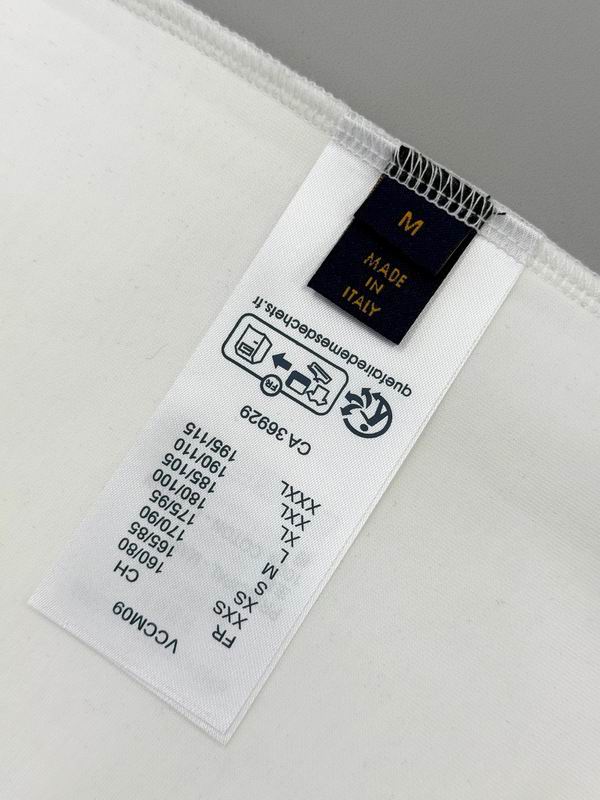 M
MADE
IN
ITALY
VCCM09
FR CH
XXS 160/80
XS 165/85
S 170/90
M 175/95
L 180/100
XL 185/105
XXL 190/110
XXXL 195/115
CA 36929
FR
quefairedemesdechets.fr